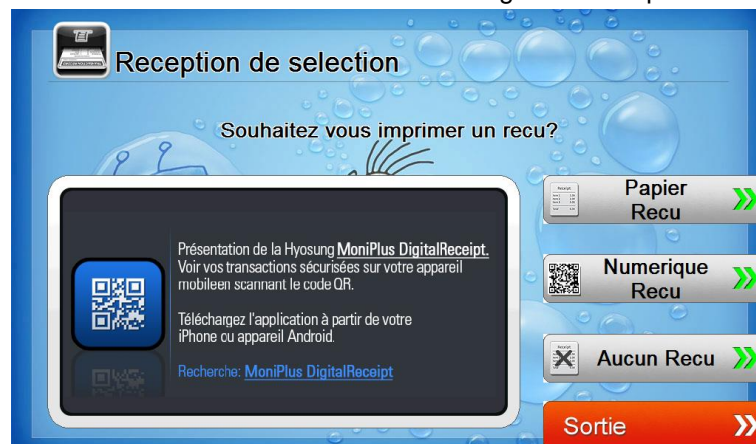 Reception de selection
Souhaitez vous imprimer un recu?
Présentation de la Hyosung MoniPlus DigitalReceipt.
Voir vos transactions sécurisées sur votre appareil
mobileen scannant le code QR.
Téléchargez l'application à partir de votre
iPhone ou appareil Android.
Recherche: MoniPlus DigitalReceipt
Papier
Recu
Numerique
Recu
Aucun Recu
Sortie